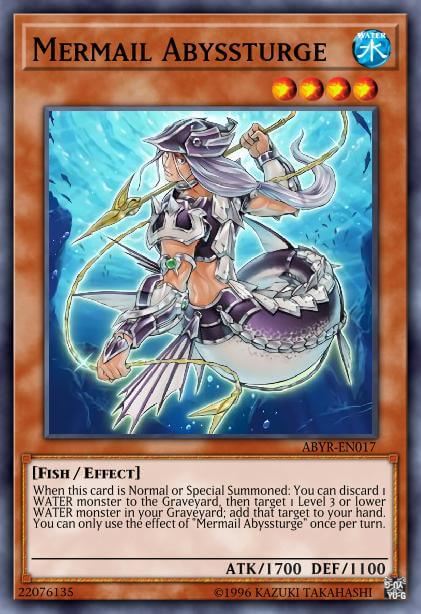 MERMAIL ABYSSTURGE
WATER
水
ABYR-EN017
[FISH / EFFECT]
When this card is Normal or Special Summoned: You can discard 1
WATER monster to the Graveyard, then target 1 Level 3 or lower
WATER monster in your Graveyard; add that target to your hand.
You can only use the effect of "Mermail Abyssturge" once per turn.
ATK/1700 DEF/1100
22076135
©1996 KAZUKI TAKAHASHI